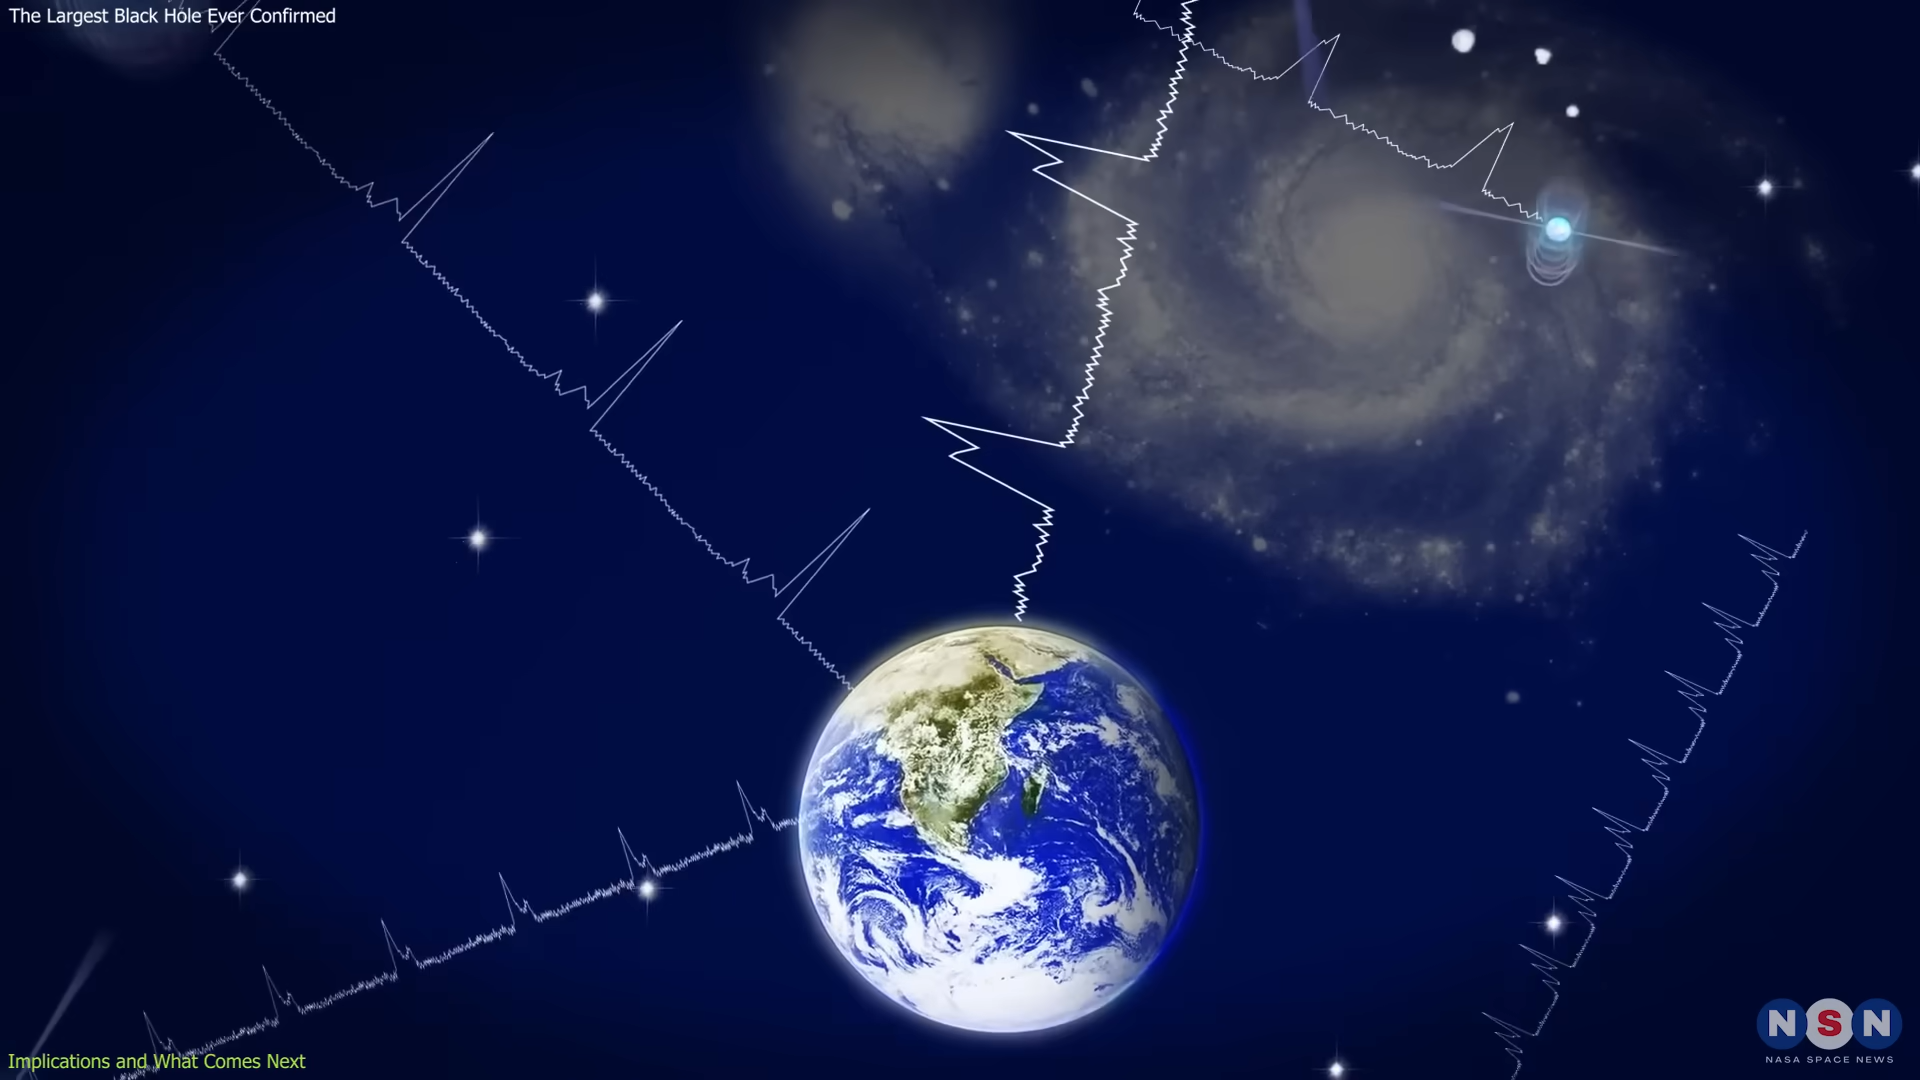 The Largest Black Hole Ever Confirmed
NSN
NASA SPACE NEWS
Implications and What Comes Next